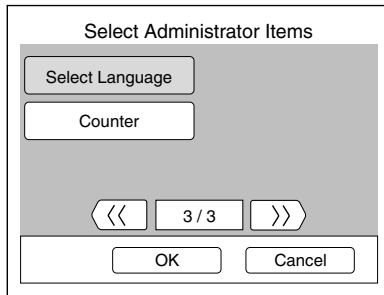 Select Administrator Items
Select Language
Counter
<< 3 / 3 >>
OK Cancel